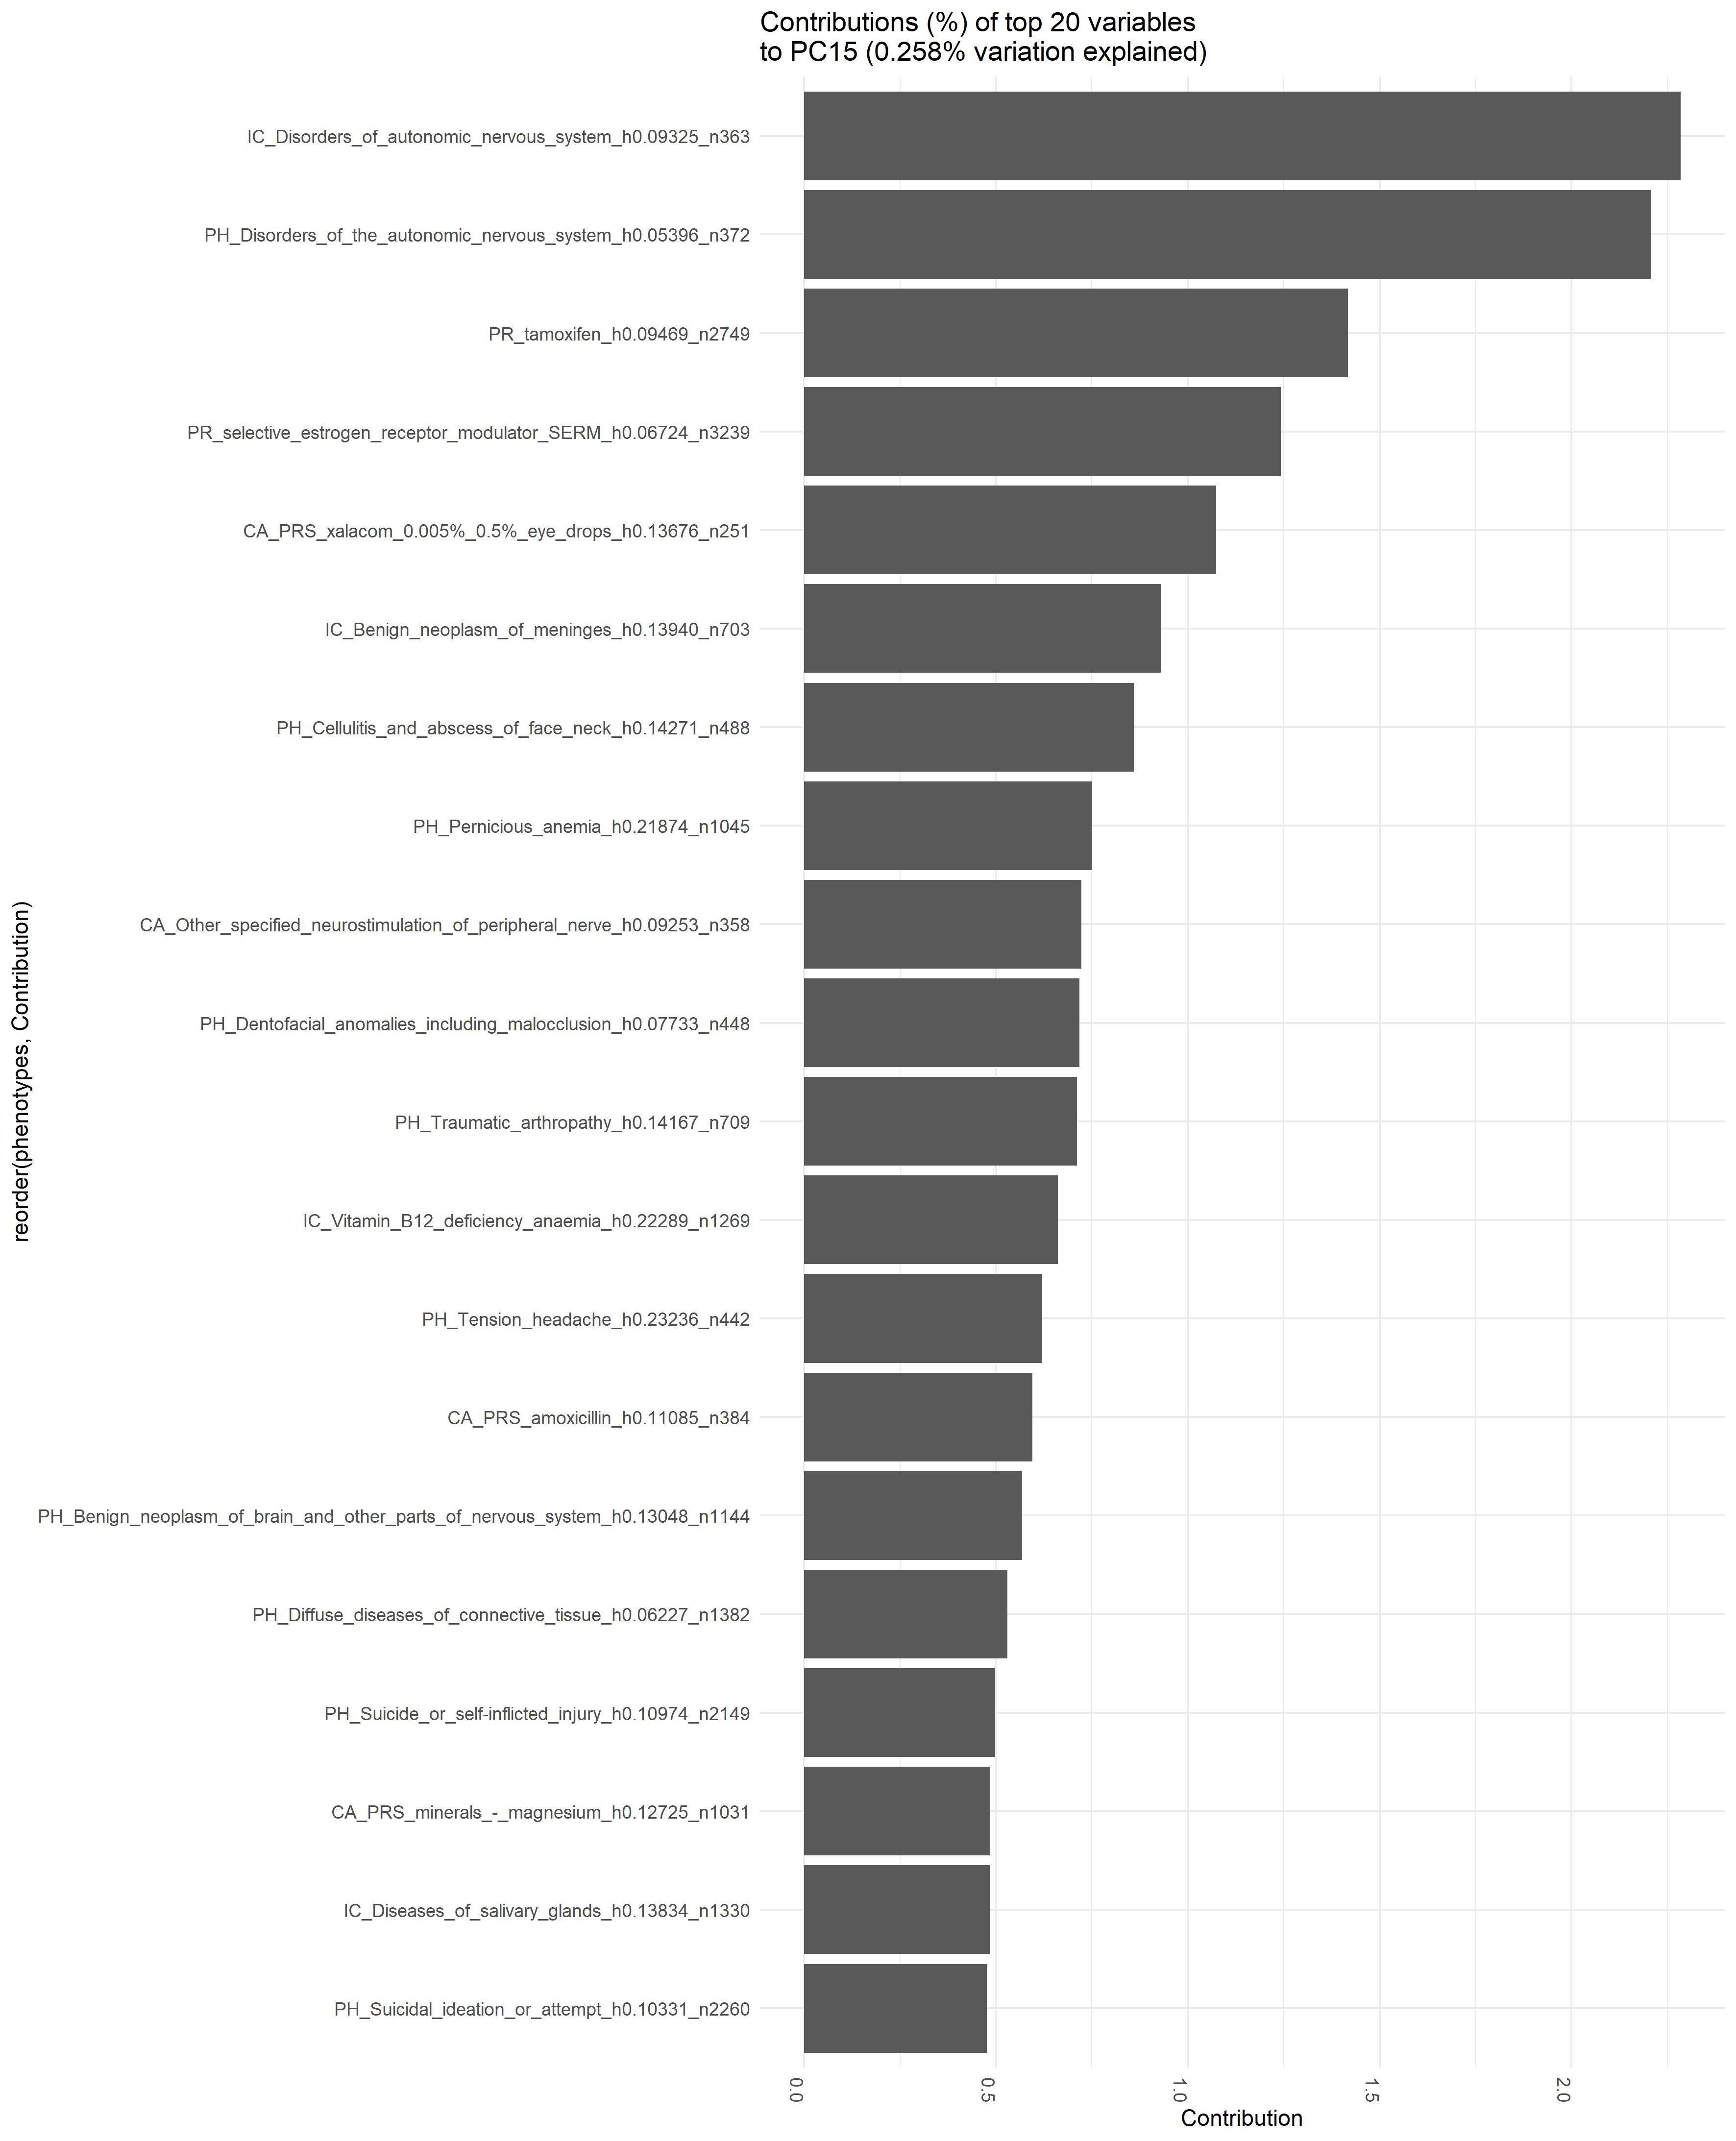 Contributions (%) of top 20 variables
to PC15 (0.258% variation explained)
IC_Disorders_of_autonomic_nervous_system_h0.09325_n363
PH_Disorders_of_the_autonomic_nervous_system_h0.05396_n372
PR_tamoxifen_h0.09469_n2749
PR_selective_estrogen_receptor_modulator_SERM_h0.06724_n3239
CA_PRS_xalacom_0.005%_0.5%_eye_drops_h0.13676_n251
IC_Benign_neoplasm_of_meninges_h0.13940_n703
PH_Cellulitis_and_abscess_of_face_neck_h0.14271_n488
PH_Pernicious_anemia_h0.21874_n1045
CA_Other_specified_neurostimulation_of_peripheral_nerve_h0.09253_n358
PH_Dentofacial_anomalies_including_malocclusion_h0.07733_n448
PH_Traumatic_arthropathy_h0.14167_n709
IC_Vitamin_B12_deficiency_anaemia_h0.22289_n1269
PH_Tension_headache_h0.23236_n442
CA_PRS_amoxicillin_h0.11085_n384
PH_Benign_neoplasm_of_brain_and_other_parts_of_nervous_system_h0.13048_n1144
PH_Diffuse_diseases_of_connective_tissue_h0.06227_n1382
PH_Suicide_or_self-inflicted_injury_h0.10974_n2149
CA_PRS_minerals_-_magnesium_h0.12725_n1031
IC_Diseases_of_salivary_glands_h0.13834_n1330
PH_Suicidal_ideation_or_attempt_h0.10331_n2260
reorder(phenotypes, Contribution)
0.0
0.5
1.0
1.5
2.0
Contribution